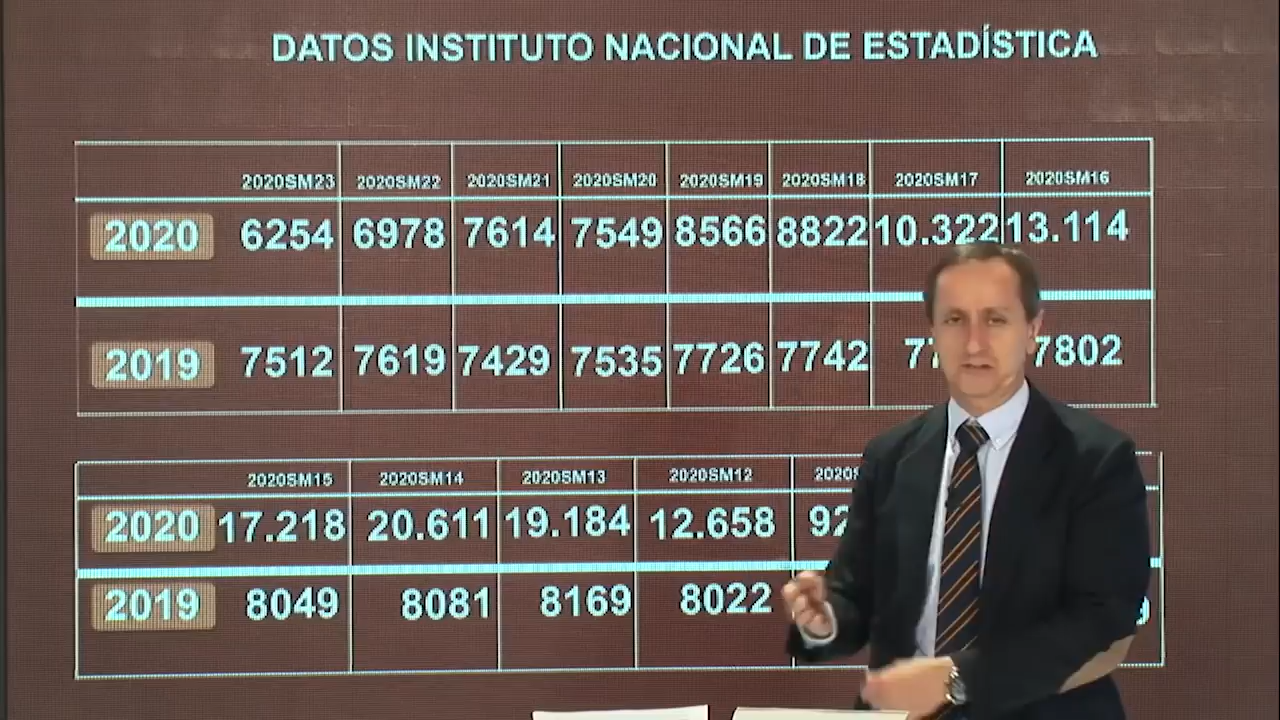 DATOS INSTITUTO NACIONAL DE ESTADÍSTICA
2020SM23 2020SM22 2020SM21 2020SM20 2020SM19 2020SM18 2020SM17 2020SM16
2020 6254 6978 7614 7549 8566 8822 10.322 13.114
2019 7512 7619 7429 7535 7726 7742 7802
2020SM15 2020SM14 2020SM13 2020SM12
2020 17.218 20.611 19.184 12.658
2019 8049 8081 8169 8022